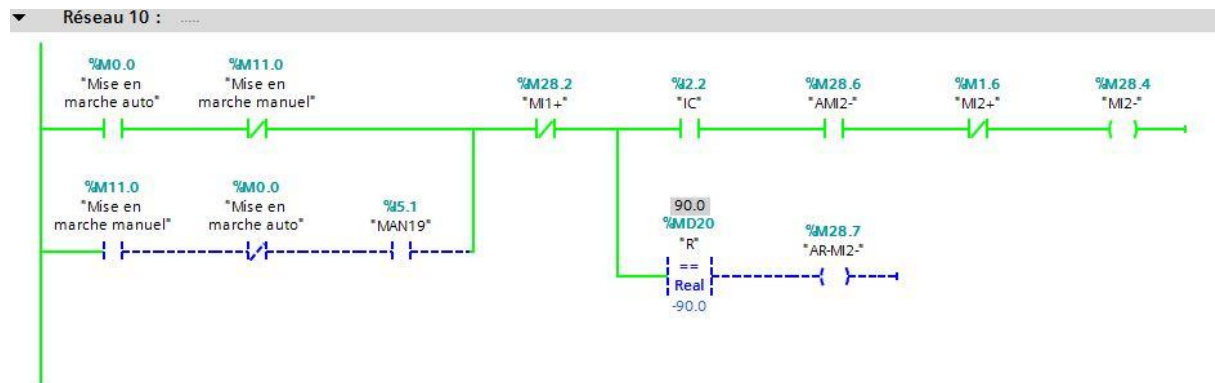 Réseau 10 : .....
%M0.0
"Mise en
marche auto"
%M11.0
"Mise en
marche manuel"
%M28.2
"MI1+"
%I2.2
"IC"
%M28.6
"AMI2-"
%M1.6
"MI2+"
%M28.4
"MI2-"
%M11.0
"Mise en
marche manuel"
%M0.0
"Mise en
marche auto"
%I5.1
"MAN19"
90.0
%MD20
"R"
==
Real
-90.0
%M28.7
"AR-MI2-"